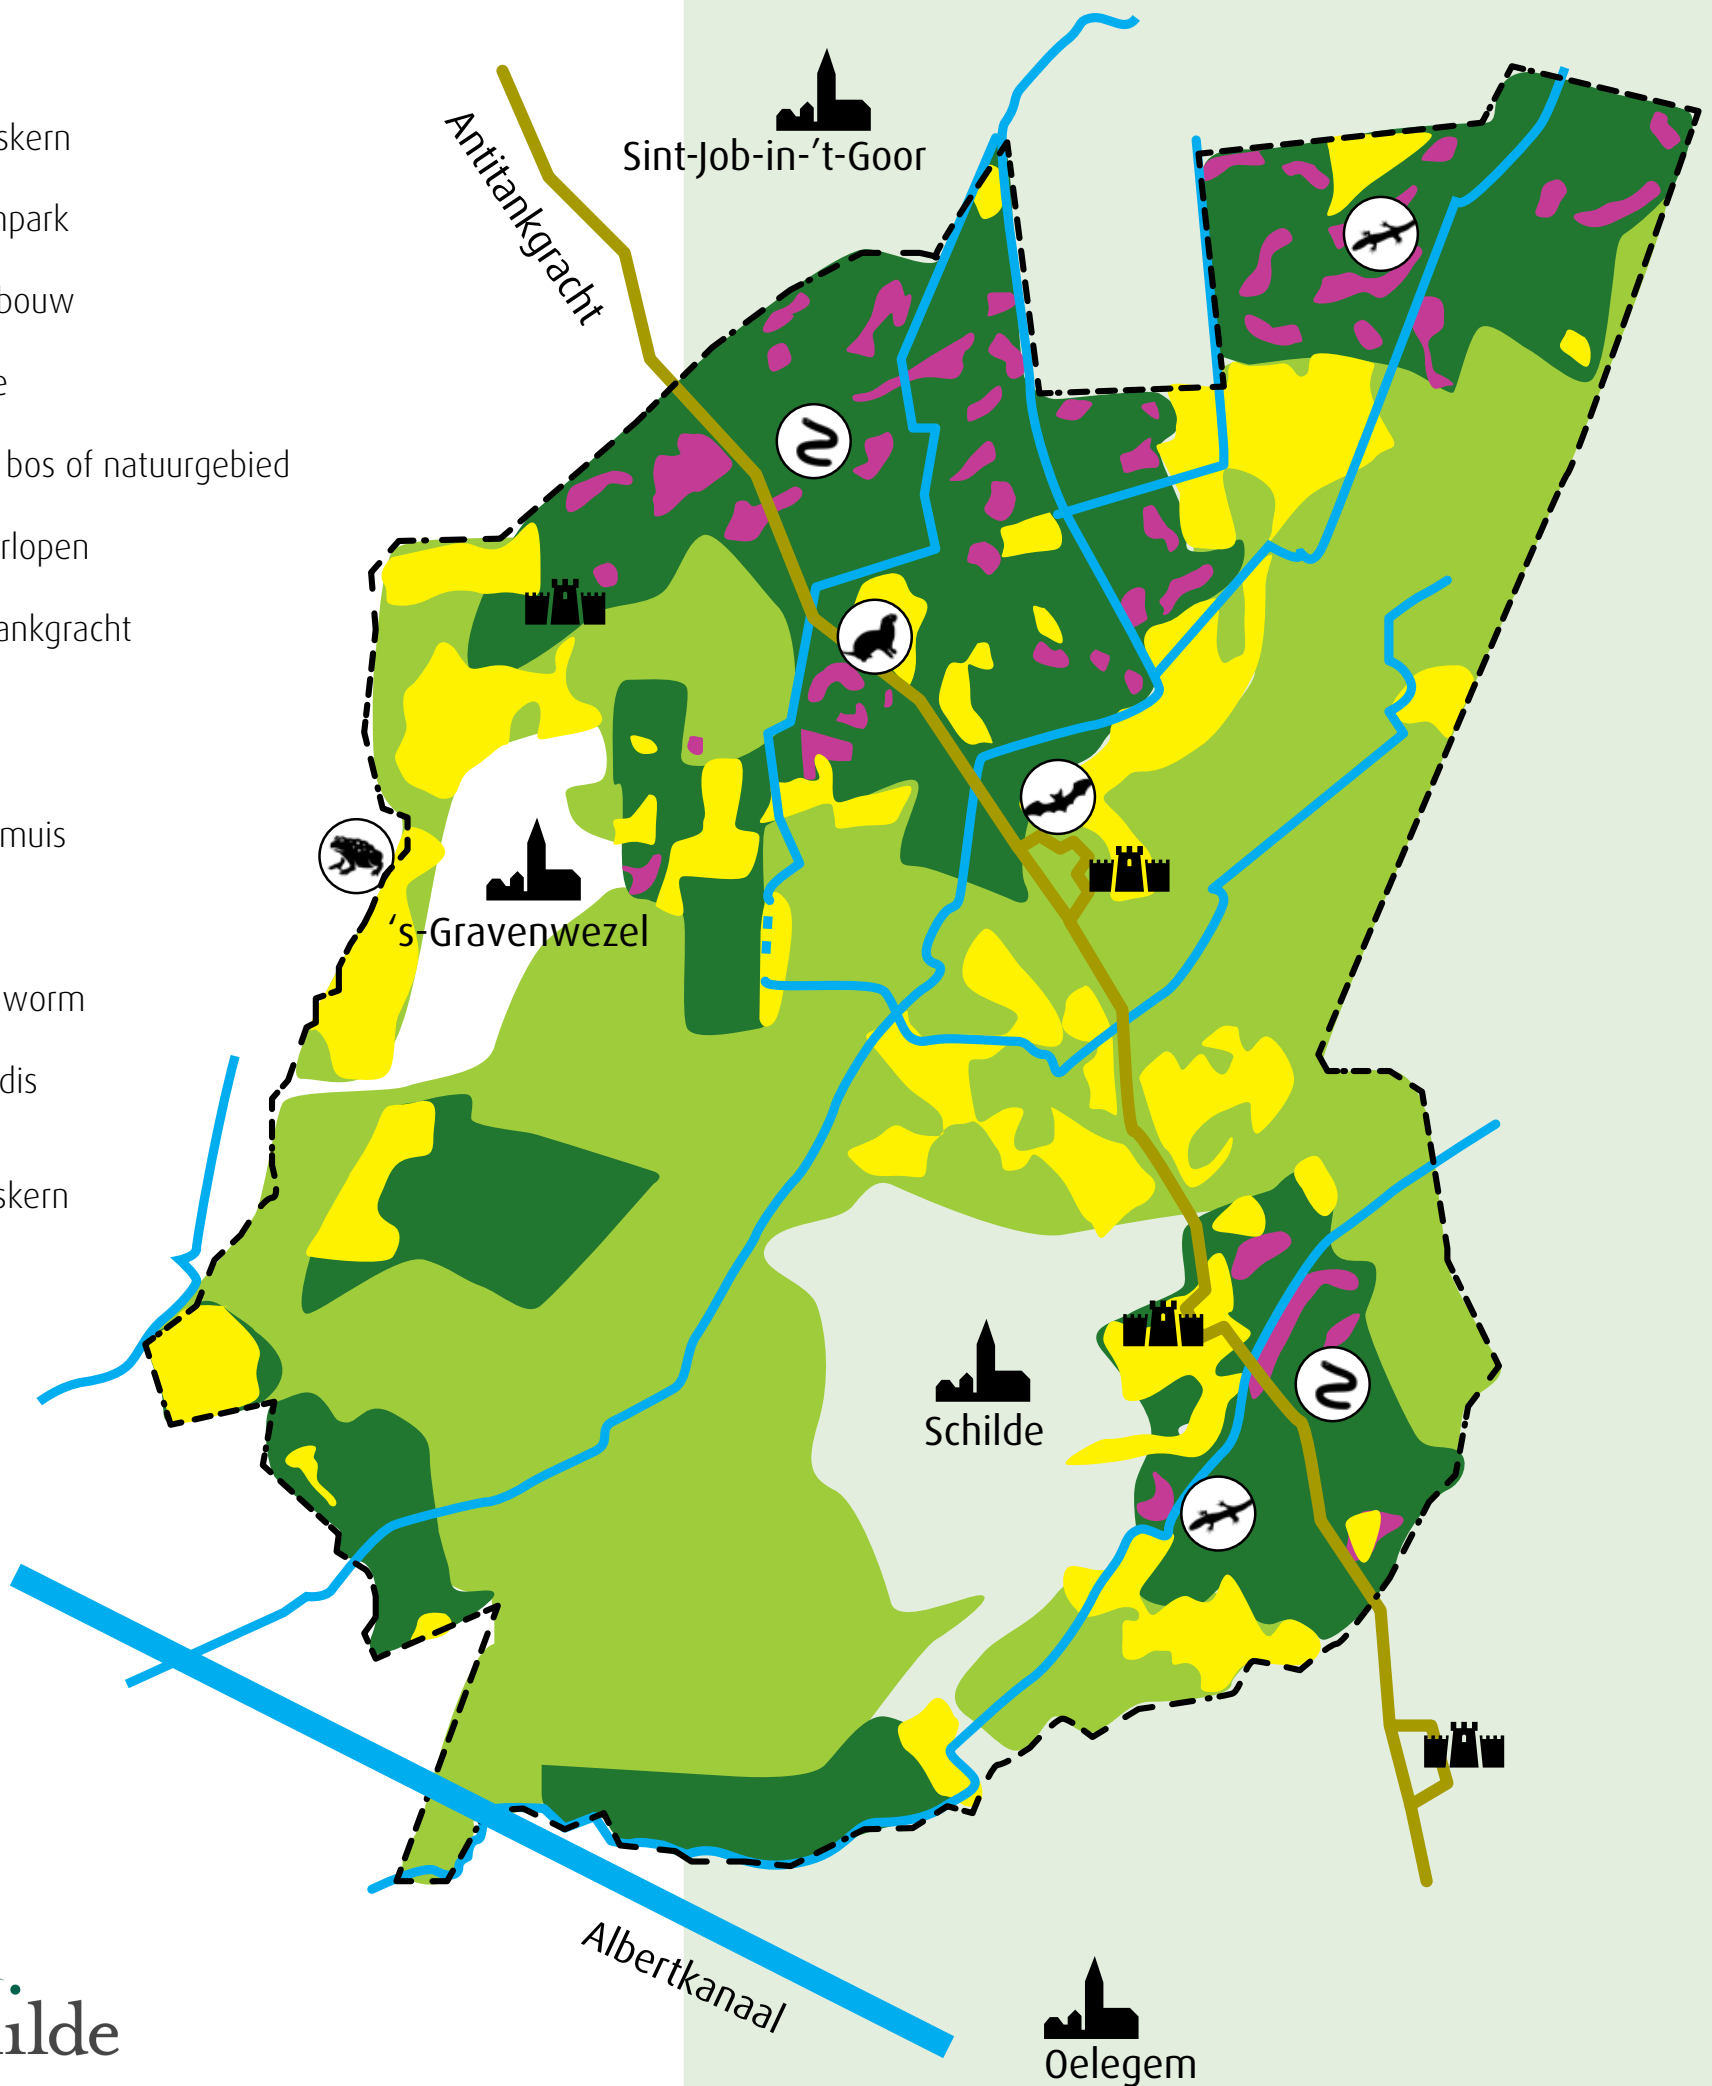 skern
npark
bouw
e
bos of natuurgebied
rlopen
ankgracht
muis
worm
dis
skern
Antitankgracht
Sint-Job-in-'t-Goor
's-Gravenwezel
Schilde
Albertkanaal
Oelegem
ilde